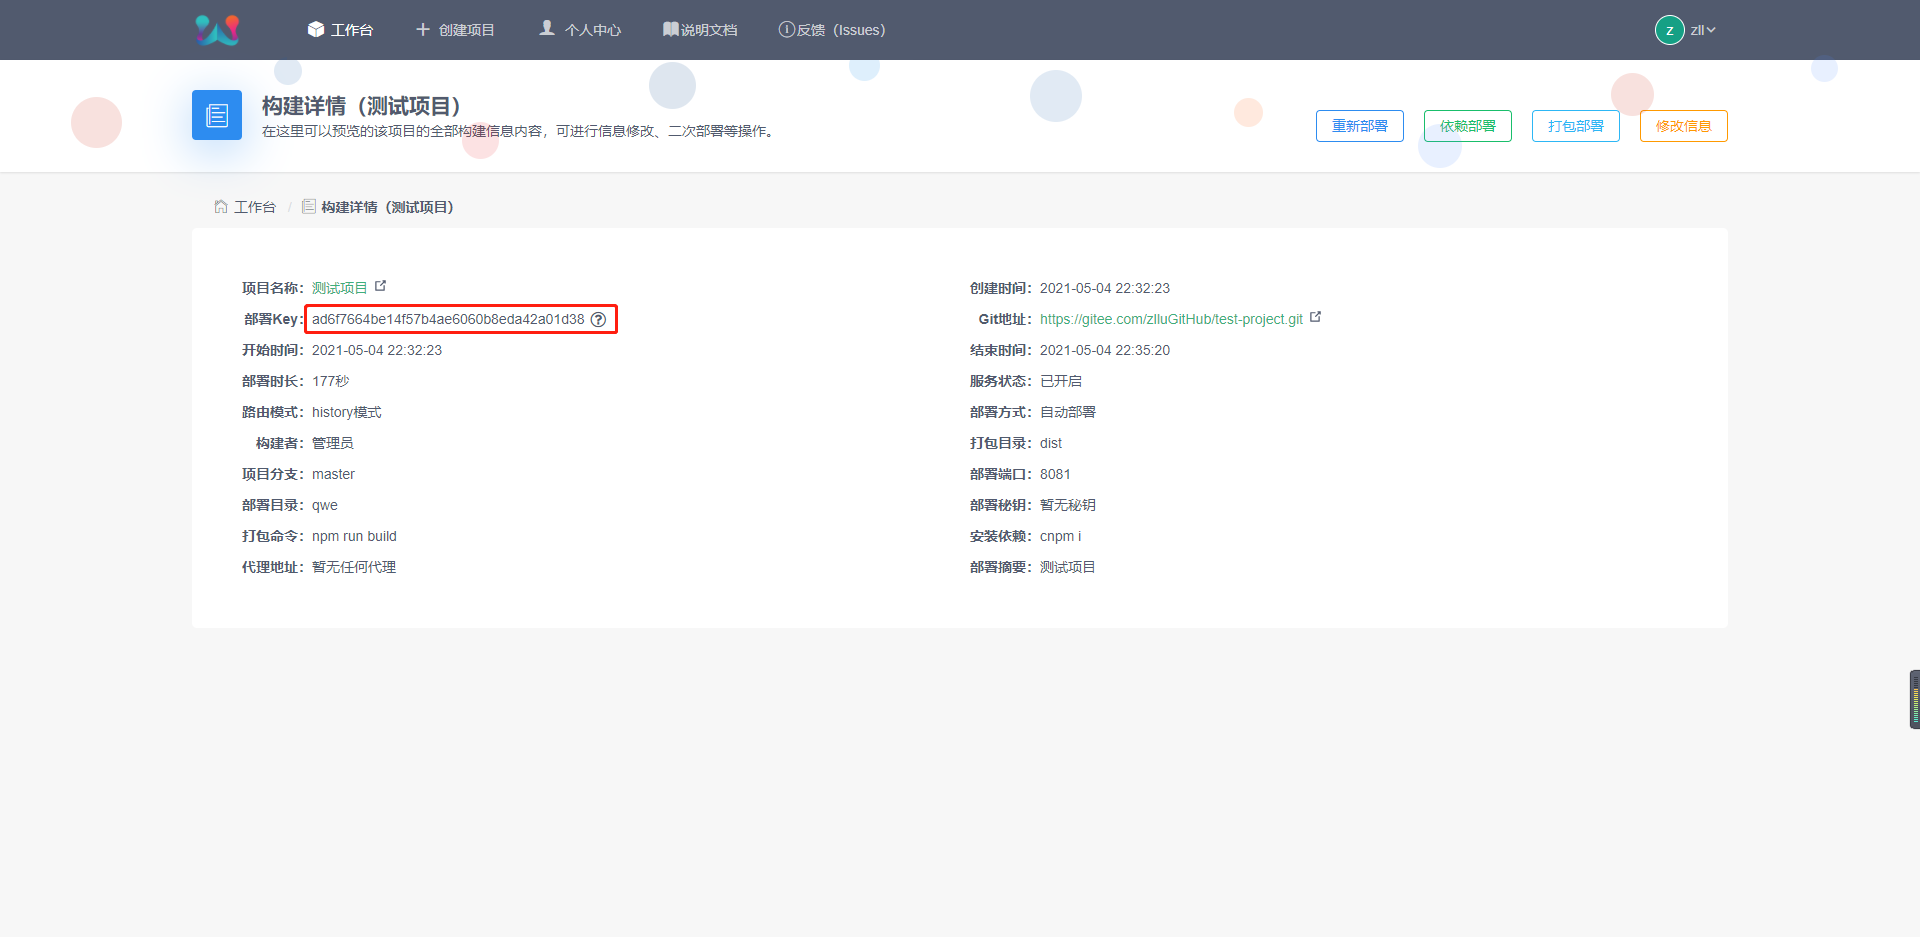 工作台
创建项目
个人中心
说明文档
反馈（Issues）
z
zll
构建详情（测试项目）
在这里可以预览的该项目的全部构建信息内容，可进行信息修改、二次部署等操作。
重新部署
依赖部署
打包部署
修改信息
工作台 / 构建详情（测试项目）
项目名称： 测试项目
创建时间： 2021-05-04 22:32:23
部署Key： ad6f7664be14f57b4ae6060b8eda42a01d38
Git地址： https://gitee.com/zlluGitHub/test-project.git
开始时间： 2021-05-04 22:32:23
结束时间： 2021-05-04 22:35:20
部署时长： 177秒
服务状态： 已开启
路由模式： history模式
部署方式： 自动部署
构建者： 管理员
打包目录： dist
项目分支： master
部署端口： 8081
部署目录： qwe
部署秘钥： 暂无秘钥
打包命令： npm run build
安装依赖： cnpm i
代理地址： 暂无任何代理
部署摘要： 测试项目